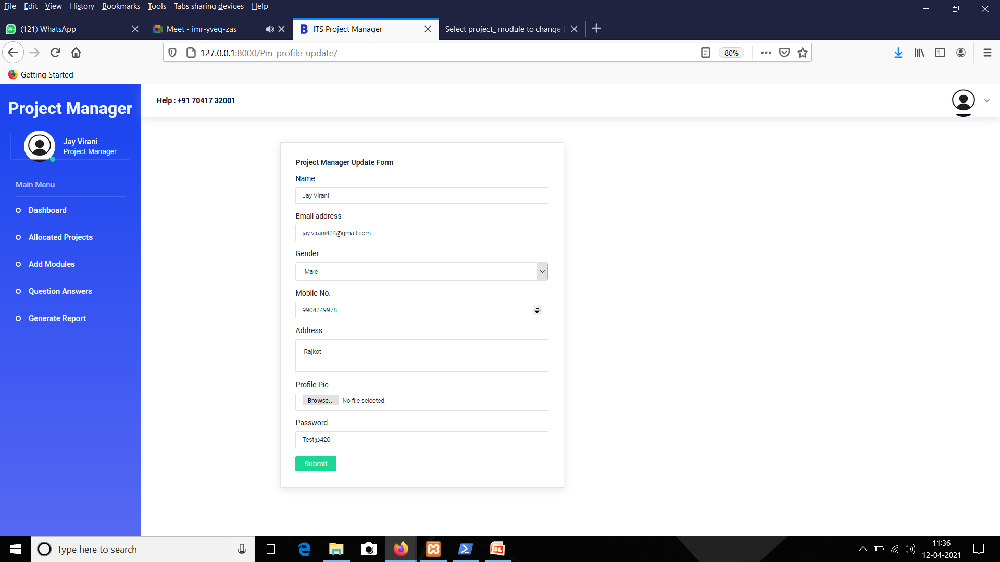 File Edit View History Bookmarks Tools Tabs sharing devices Help
(121) WhatsApp
Meet - imr-yveq-zas
ITS Project Manager
Select project_ module to change
127.0.0.1:8000/Pm_profile_update/
80%
Getting Started
Project Manager
Jay Virani
Project Manager
Main Menu
Dashboard
Allocated Projects
Add Modules
Question Answers
Generate Report
Help : +91 70417 32001
Project Manager Update Form
Name
Jay Virani
Email address
jay.virani424@gmail.com
Gender
Male
Mobile No.
9904249978
Address
Rajkot
Profile Pic
Browse... No file selected.
Password
Test@420
Submit
Type here to search
11:36
12-04-2021